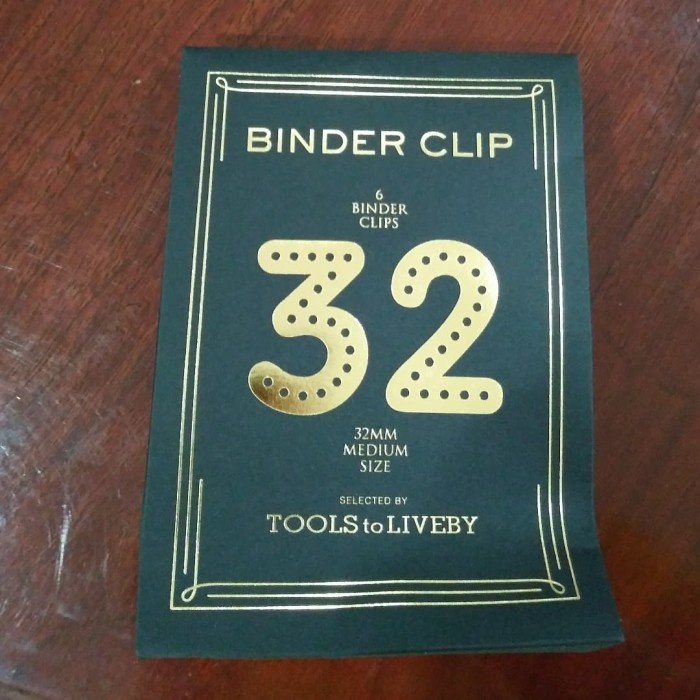 BINDER CLIP
6
BINDER
CLIPS
32
32MM
MEDIUM
SIZE
SELECTED BY
TOOLS to LIVEBY